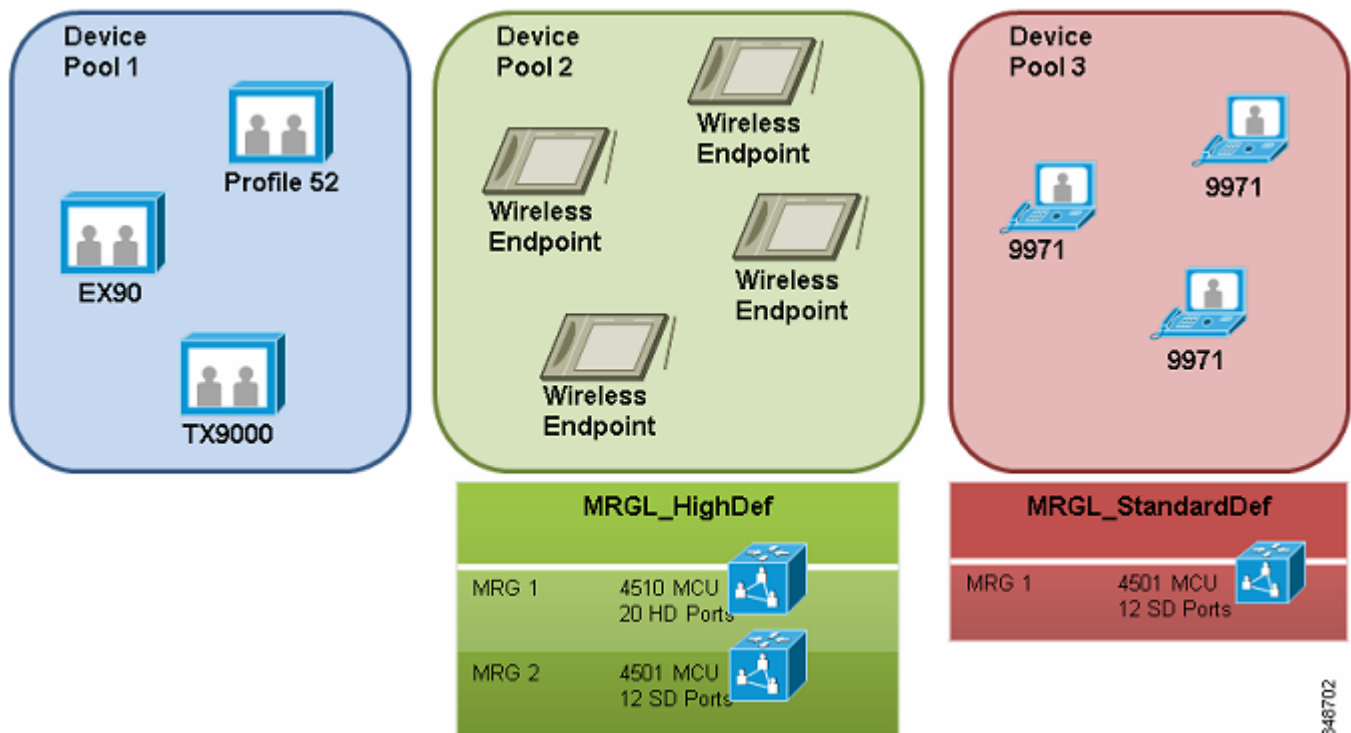 Device
Pool 1
Profile 52
EX90
TX9000
Device
Pool 2
Wireless
Endpoint
Wireless
Endpoint
Wireless
Endpoint
Wireless
Endpoint
Device
Pool 3
9971
9971
9971
MRGL_HighDef
MRG 1 4510 MCU
20 HD Ports
MRG 2 4501 MCU
12 SD Ports
MRGL_StandardDef
MRG 1 4501 MCU
12 SD Ports
348702